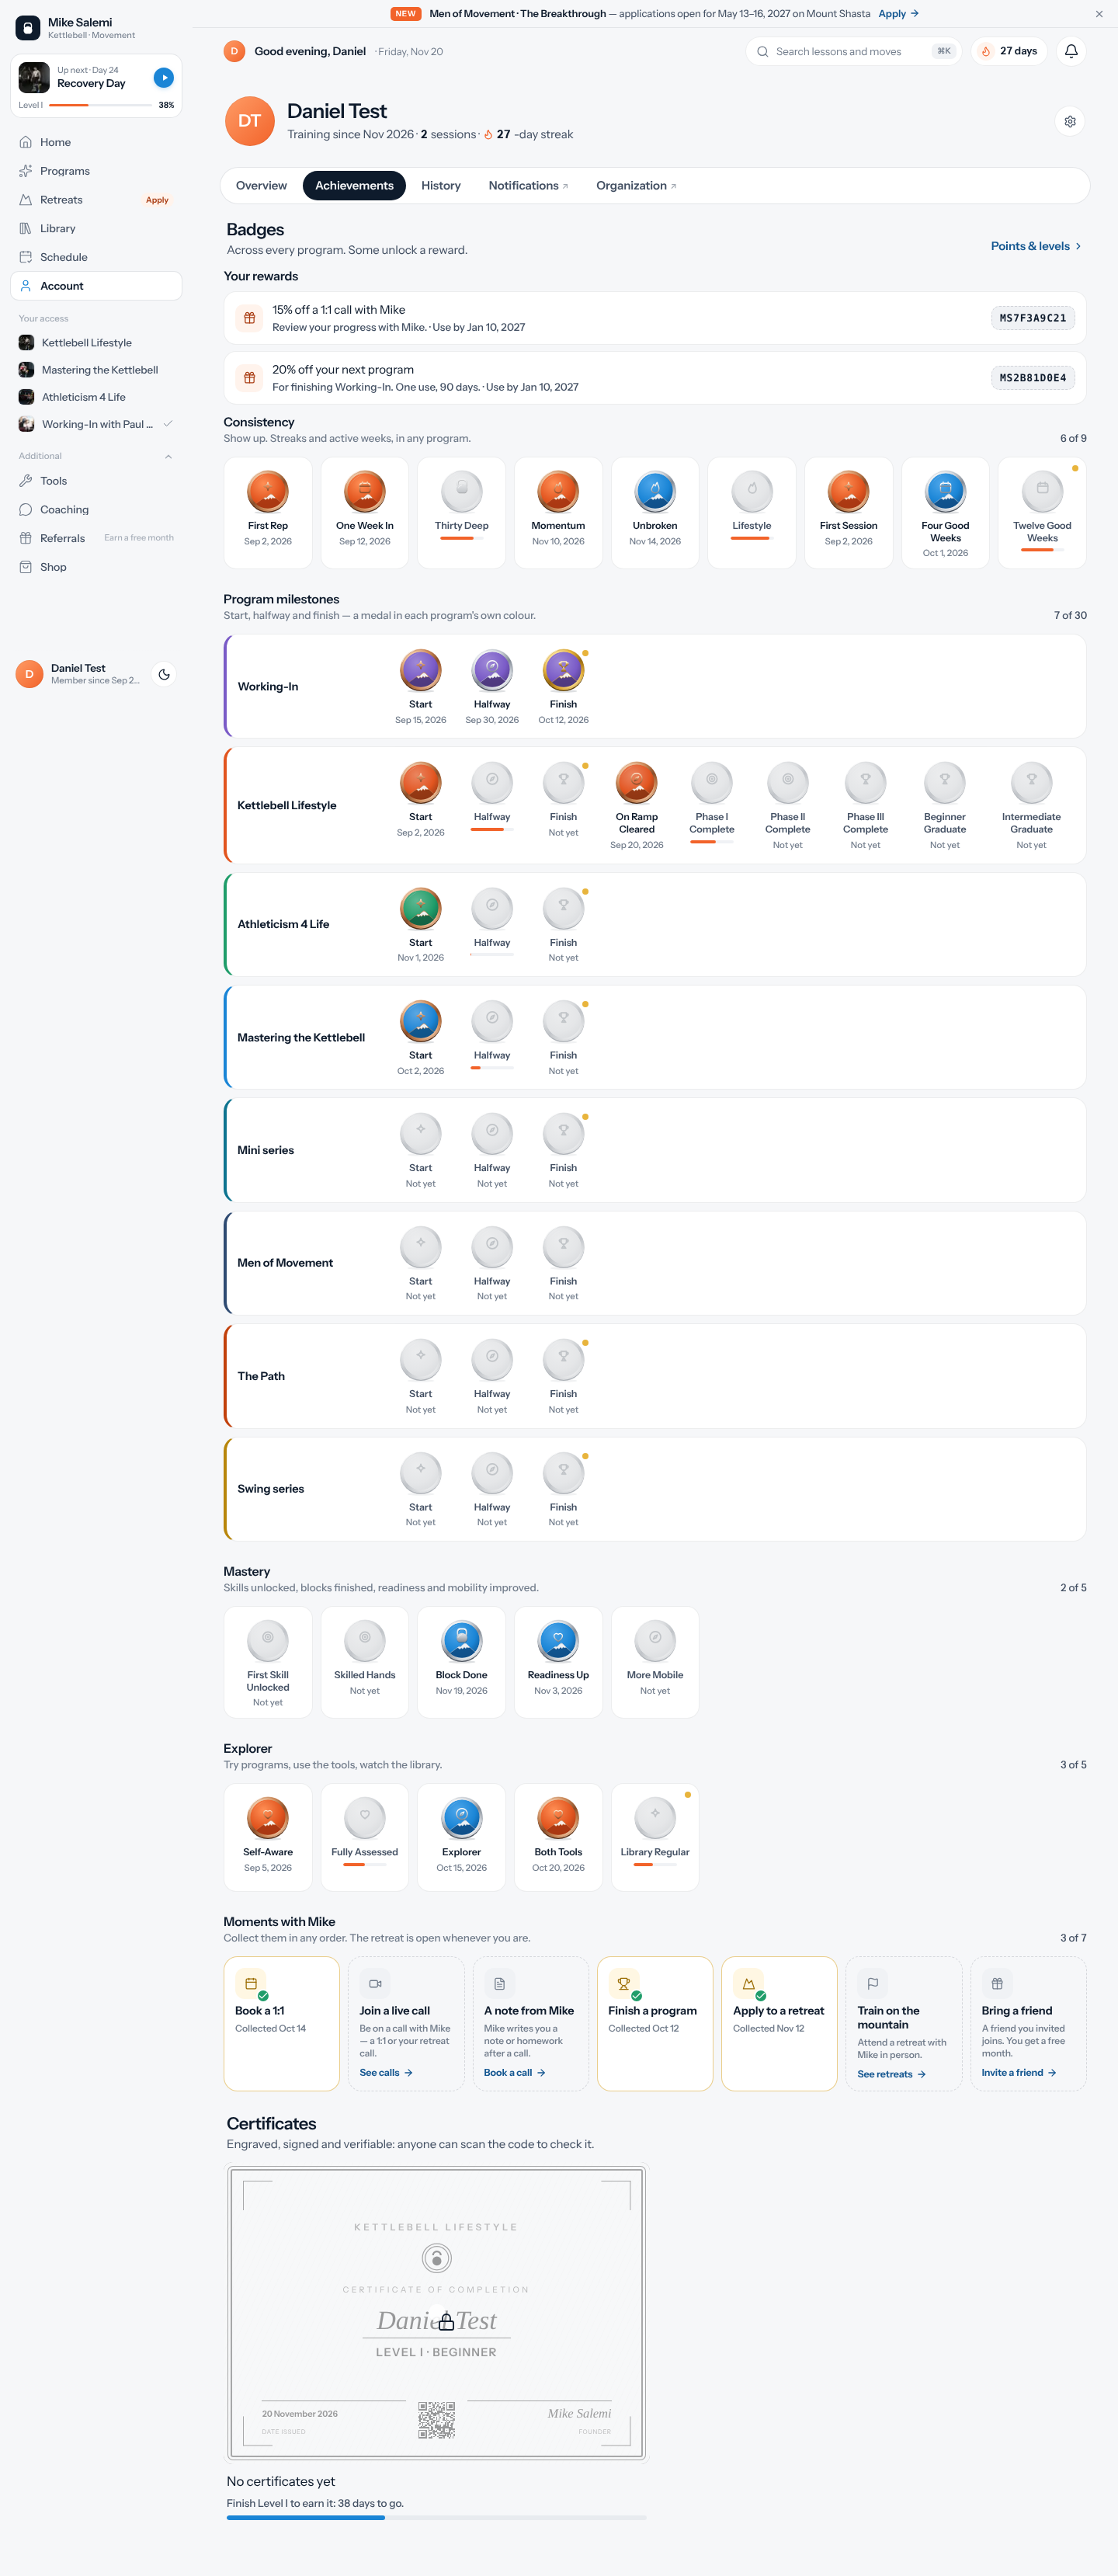 Mike Salemi
Kettlebell · Movement
Up next · Day 24
Recovery Day
Level I 38%
Home
Programs
Retreats Apply
Library
Schedule
Account
Your access
Kettlebell Lifestyle
Mastering the Kettlebell
Athleticism 4 Life
Working-In with Paul ...
Additional
Tools
Coaching
Referrals Earn a free month
Shop
D Daniel Test
Member since Sep 2...
NEW Men of Movement · The Breakthrough — applications open for May 13–16, 2027 on Mount Shasta Apply →
D Good evening, Daniel · Friday, Nov 20
Search lessons and moves ⌘K
27 days
DT
Daniel Test
Training since Nov 2026 · 2 sessions · 27 -day streak
Overview Achievements History Notifications ↗ Organization ↗
Badges
Across every program. Some unlock a reward.
Points & levels
Your rewards
15% off a 1:1 call with Mike
Review your progress with Mike. · Use by Jan 10, 2027
MS7F3A9C21
20% off your next program
For finishing Working-In. One use, 90 days. · Use by Jan 10, 2027
MS2B81D0E4
Consistency
Show up. Streaks and active weeks, in any program. 6 of 9
First Rep
Sep 2, 2026
One Week In
Sep 12, 2026
Thirty Deep
Momentum
Nov 10, 2026
Unbroken
Nov 14, 2026
Lifestyle
First Session
Sep 2, 2026
Four Good
Weeks
Oct 1, 2026
Twelve Good
Weeks
Program milestones
Start, halfway and finish — a medal in each program's own colour. 7 of 30
Working-In
Start
Sep 15, 2026
Halfway
Sep 30, 2026
Finish
Oct 12, 2026
Kettlebell Lifestyle
Start
Sep 2, 2026
Halfway
Finish
Not yet
On Ramp
Cleared
Sep 20, 2026
Phase I
Complete
Phase II
Complete
Not yet
Phase III
Complete
Not yet
Beginner
Graduate
Not yet
Intermediate
Graduate
Not yet
Athleticism 4 Life
Start
Nov 1, 2026
Halfway
Finish
Not yet
Mastering the Kettlebell
Start
Oct 2, 2026
Halfway
Finish
Not yet
Mini series
Start
Not yet
Halfway
Not yet
Finish
Not yet
Men of Movement
Start
Not yet
Halfway
Not yet
Finish
Not yet
The Path
Start
Not yet
Halfway
Not yet
Finish
Not yet
Swing series
Start
Not yet
Halfway
Not yet
Finish
Not yet
Mastery
Skills unlocked, blocks finished, readiness and mobility improved. 2 of 5
First Skill
Unlocked
Not yet
Skilled Hands
Not yet
Block Done
Nov 19, 2026
Readiness Up
Nov 3, 2026
More Mobile
Not yet
Explorer
Try programs, use the tools, watch the library. 3 of 5
Self-Aware
Sep 5, 2026
Fully Assessed
Explorer
Oct 15, 2026
Both Tools
Oct 20, 2026
Library Regular
Moments with Mike
Collect them in any order. The retreat is open whenever you are. 3 of 7
Book a 1:1
Collected Oct 14
Join a live call
Be on a call with Mike
— a 1:1 or your retreat
call.
See calls →
A note from Mike
Mike writes you a
note or homework
after a call.
Book a call →
Finish a program
Collected Oct 12
Apply to a retreat
Collected Nov 12
Train on the
mountain
Attend a retreat with
Mike in person.
See retreats →
Bring a friend
A friend you invited
joins. You get a free
month.
Invite a friend →
Certificates
Engraved, signed and verifiable: anyone can scan the code to check it.
KETTLEBELL LIFESTYLE
CERTIFICATE OF COMPLETION
Daniel Test
LEVEL I · BEGINNER
20 November 2026
DATE ISSUED
Mike Salemi
FOUNDER
No certificates yet
Finish Level I to earn it: 38 days to go.